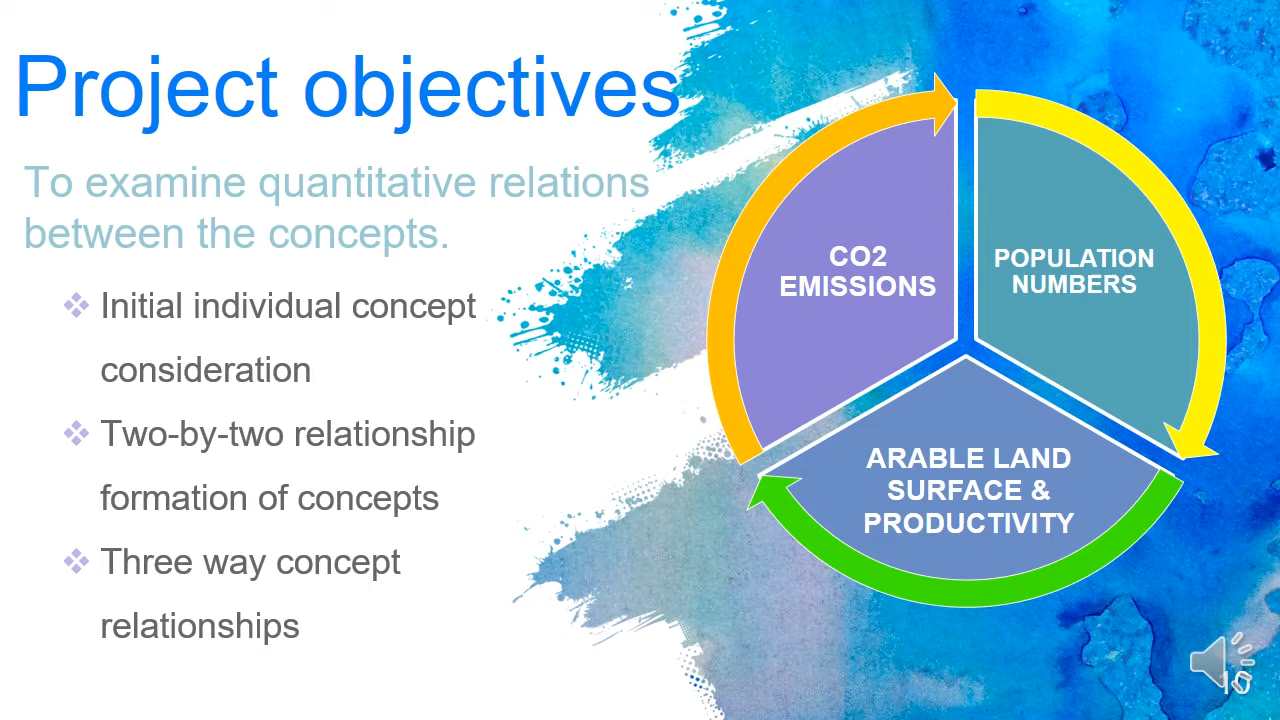 Project objectives
To examine quantitative relations
between the concepts.
Initial individual concept
consideration
Two-by-two relationship
formation of concepts
Three way concept
relationships
CO2
EMISSIONS
POPULATION
NUMBERS
ARABLE LAND
SURFACE &
PRODUCTIVITY
10